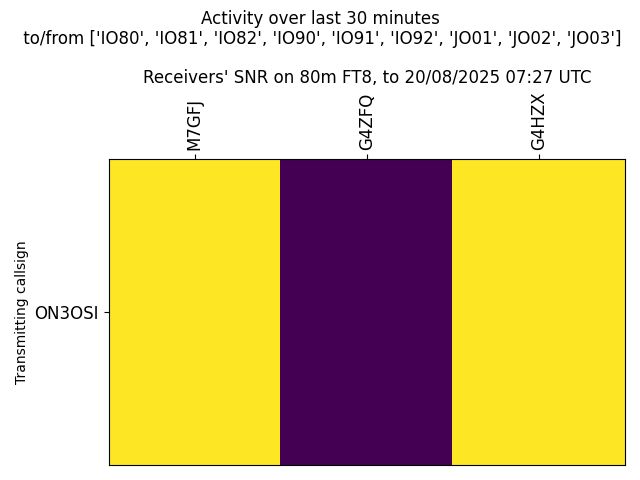 Activity over last 30 minutes
to/from ['IO80', 'IO81', 'IO82', 'IO90', 'IO91', 'IO92', 'JO01', 'JO02', 'JO03']
Receivers' SNR on 80m FT8, to 20/08/2025 07:27 UTC
M7GFJ
G4ZFQ
G4HZX
Transmitting callsign
ON3OSI